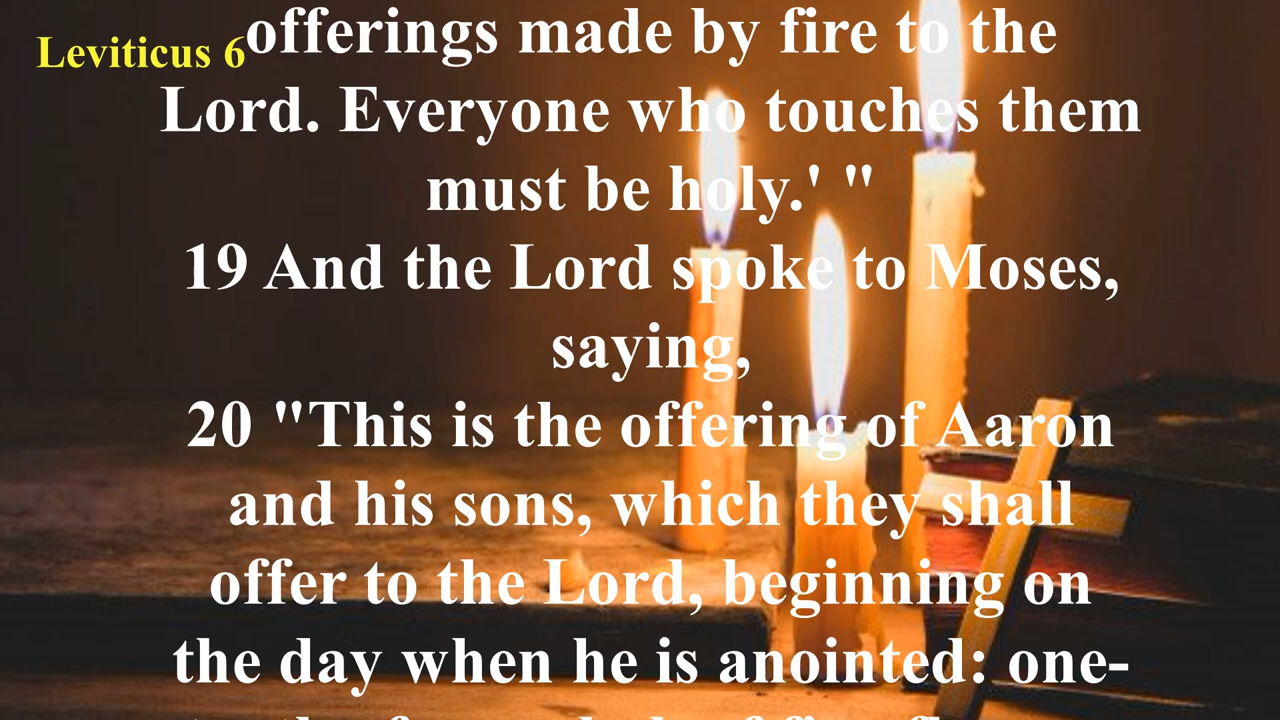 Leviticus 6
offerings made by fire to the
Lord. Everyone who touches them
must be holy.' "
19 And the Lord spoke to Moses,
saying,
20 "This is the offering of Aaron
and his sons, which they shall
offer to the Lord, beginning on
the day when he is anointed: one-